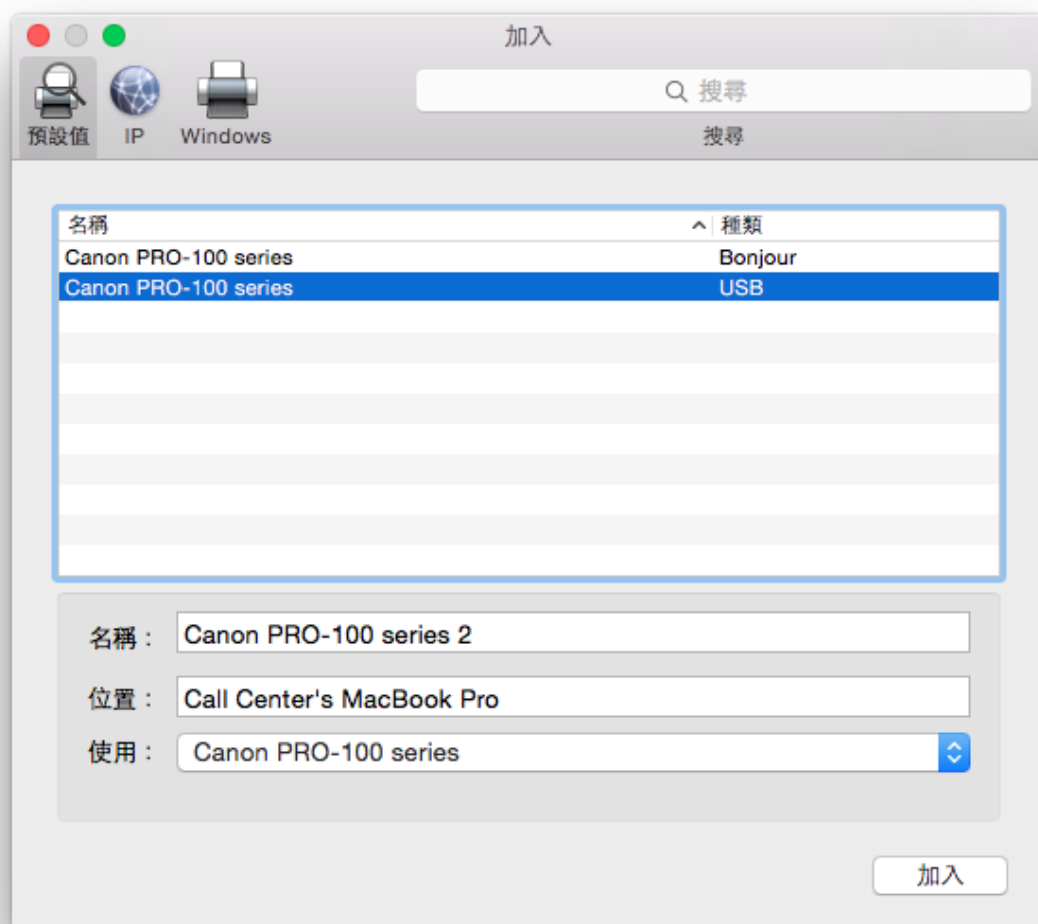 加入
搜尋
預設值 IP Windows 搜尋
名稱 種類
Canon PRO-100 series Bonjour
Canon PRO-100 series USB
名稱： Canon PRO-100 series 2
位置： Call Center's MacBook Pro
使用： Canon PRO-100 series
加入